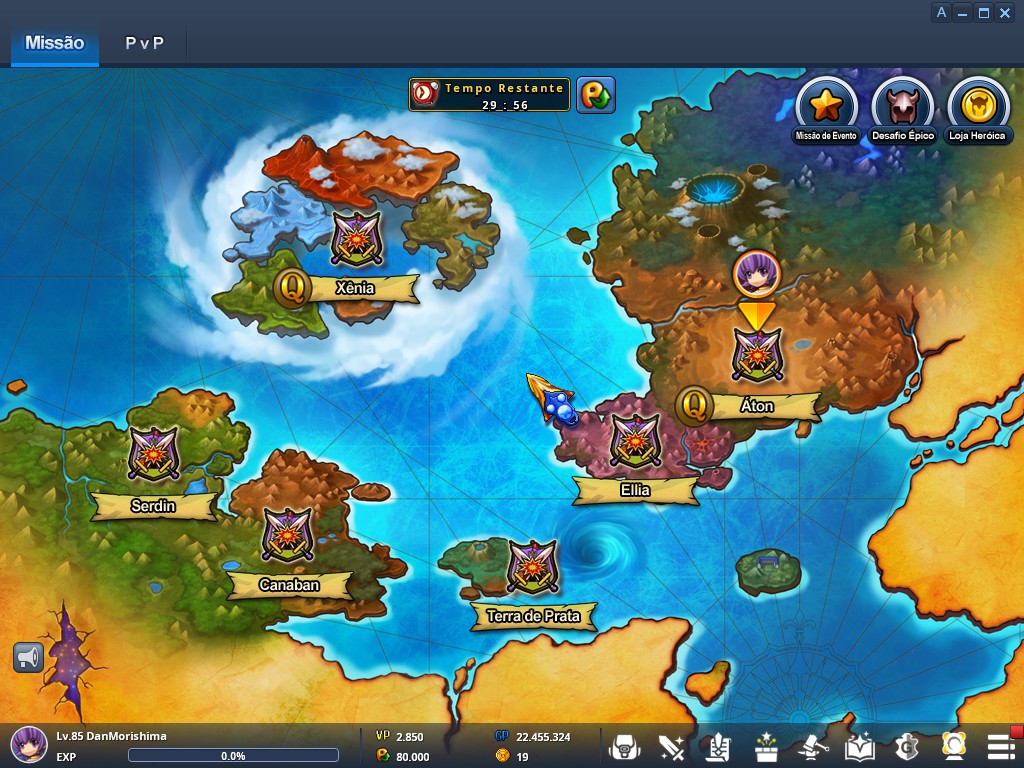 A
Missão
P v P
Tempo Restante
29 : 56
Missão de Evento
Desafio Épico
Loja Heróica
Q
Xênia
Q
Áton
Serdin
Ellia
Canaban
Terra de Prata
Lv.85 DanMorishima
VP 2.850
GP 22.455.324
EXP
0.0%
80.000
19